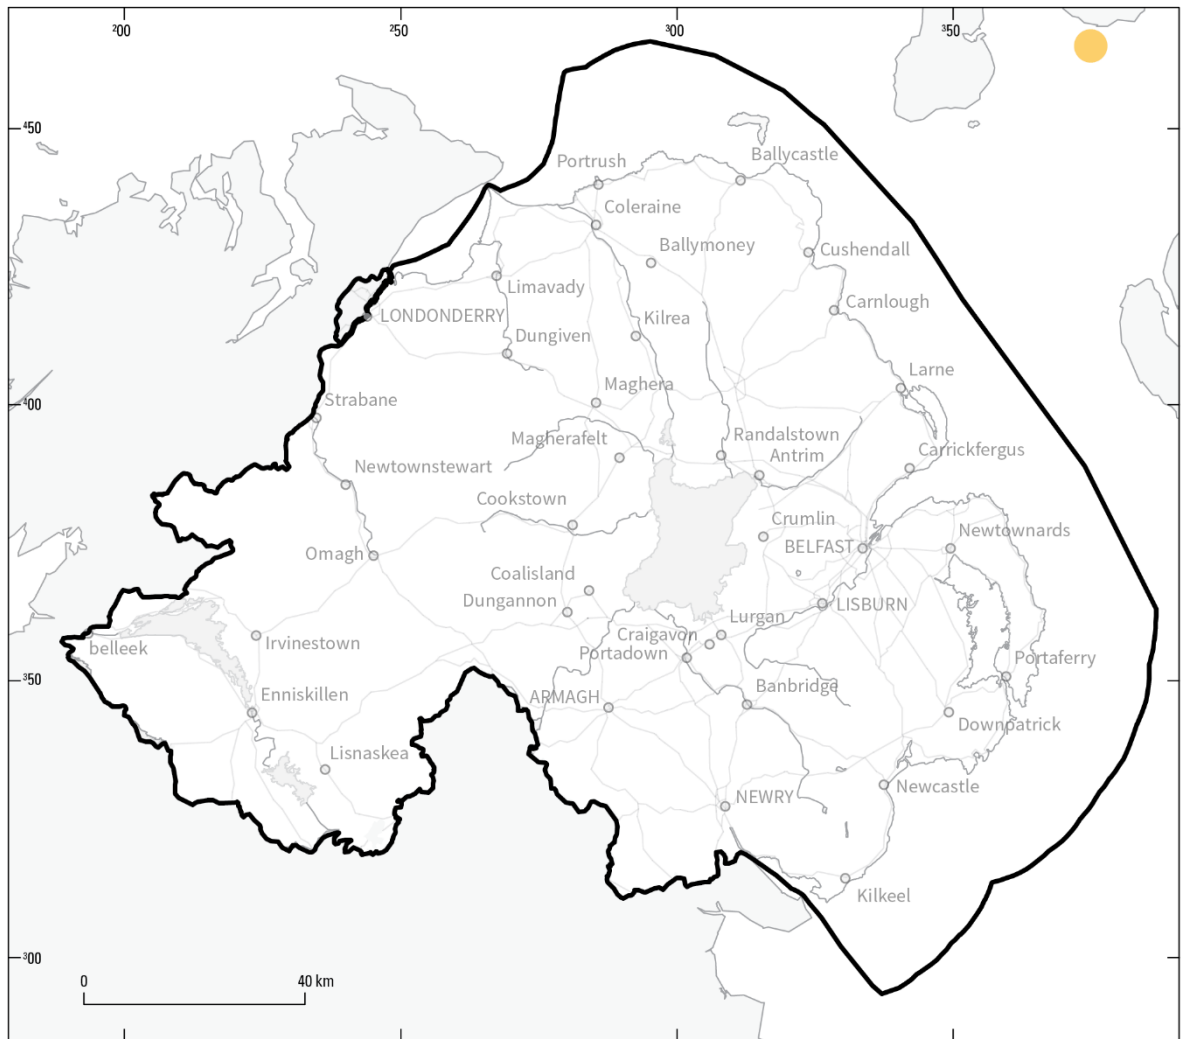 200 250 300 350
450
Portrush
Ballycastle
Coleraine
Ballymoney
Cushendall
Limavady
Carnlough
LONDONDERRY
Kilrea
Dungiven
Larne
Maghera
400
Strabane
Randalstown
Magherafelt
Carrickfergus
Antrim
Newtownstewart
Cookstown
Crumlin
Newtownards
BELFAST
Omagh
Coalisland
Dungannon
LISBURN
Lurgan
Craigavon
Irvinestown
belleek
Portadown
Portaferry
350
Banbridge
Enniskillen
ARMAGH
Downpatrick
Lisnaskea
Newcastle
NEWRY
Kilkeel
300
0 40 km